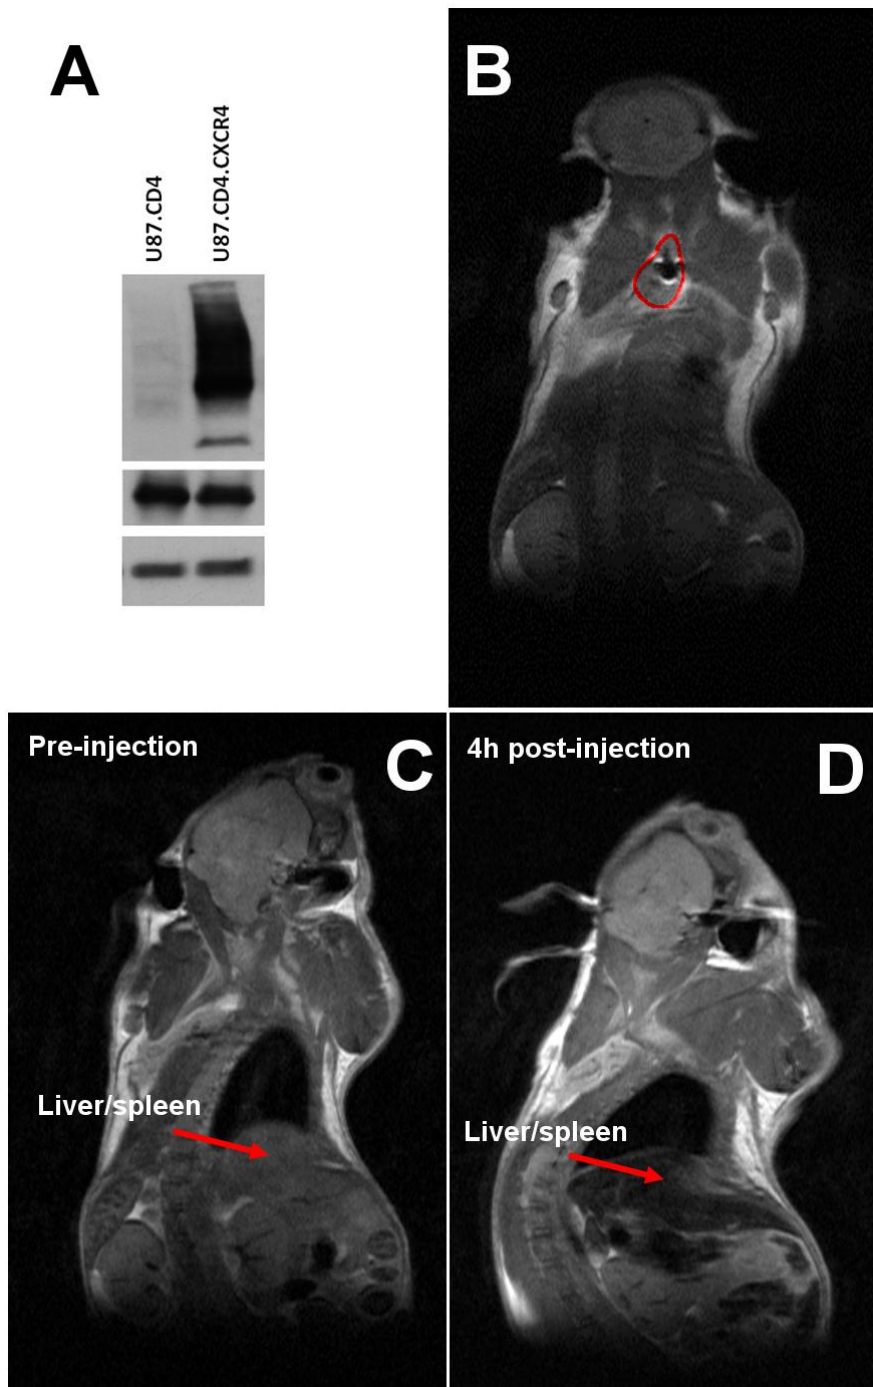 A
U87.CD4
U87.CD4.CXCR4
B
Pre-injection
C
Liver/spleen
4h post-injection
D
Liver/spleen